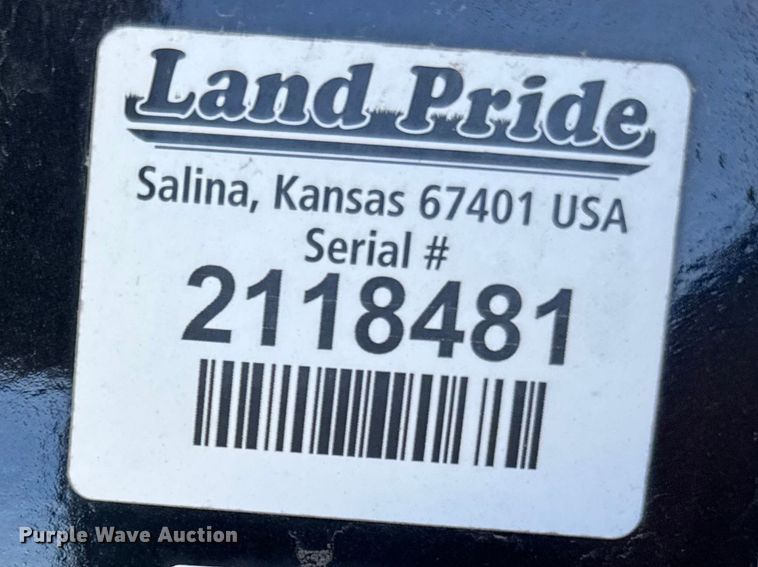 Land Pride
Salina, Kansas 67401 USA
Serial #
2118481
Purple Wave Auction